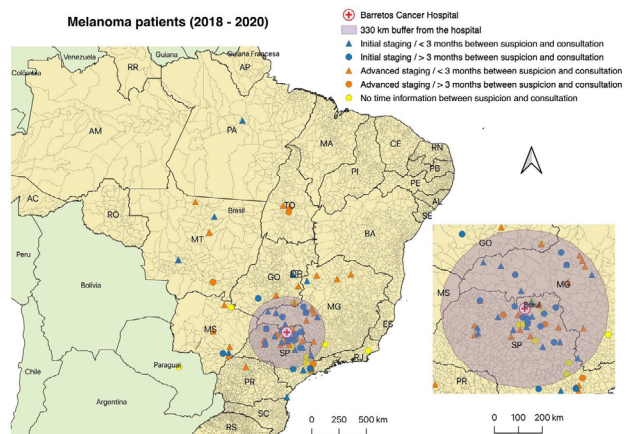 Melanoma patients (2018 - 2020)
Barretos Cancer Hospital
330 km buffer from the hospital
Initial staging / < 3 months between suspicion and consultation
Initial staging / > 3 months between suspicion and consultation
Advanced staging / < 3 months between suspicion and consultation
Advanced staging / > 3 months between suspicion and consultation
No time information between suspicion and consultation
Venezuela
Guiana
Guiana Francesa
Colômbia
RR
AP
AM
PA
MA
CE
RN
PB
PI
PE
AL
SE
AC
RO
TO
Brasil
MT
BA
Peru
Bolívia
GO
DF
MG
ES
MS
SP
RJ
Paraguai
PR
Chile
Argentina
SC
RS
0 250 500 km
GO
MS
MG
Brasil
SP
PR
0 100 200 km